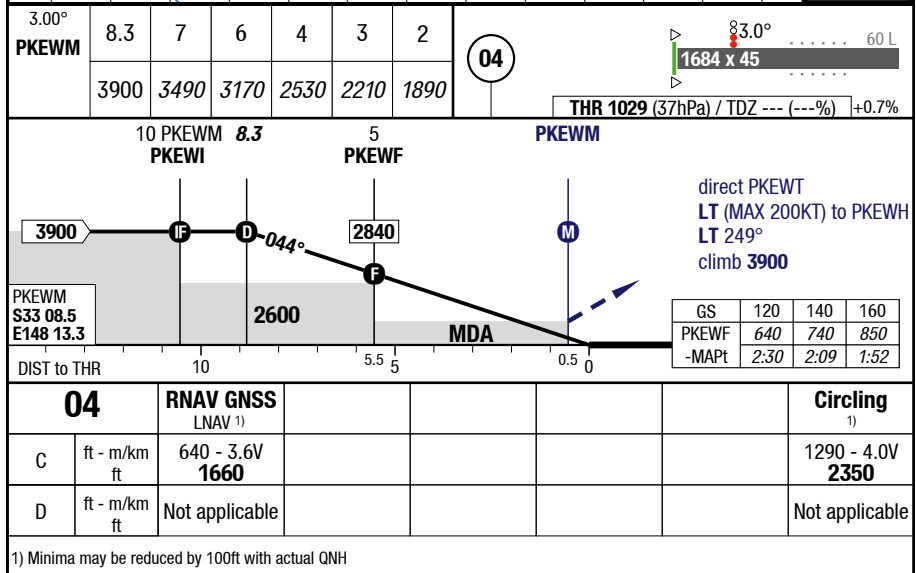 3.00°
PKEWM 8.3 7 6 4 3 2
3900 3490 3170 2530 2210 1890
04
3.0°
60 L
1684 x 45
THR 1029 (37hPa) / TDZ --- (---%) +0.7%
10 PKEWM 8.3 5 PKEWM
PKEWI PKEWF
direct PKEWT
LT (MAX 200KT) to PKEWH
LT 249°
climb 3900
3900 IF D 044° 2840 M
F
PKEWM
S33 08.5
E148 13.3
2600
MDA
GS 120 140 160
PKEWF 640 740 850
-MAPt 2:30 2:09 1:52
DIST to THR 10 5.5 5 0.5 0
04 RNAV GNSS Circling
LNAV 1) 1)
C ft - m/km 640 - 3.6V 1290 - 4.0V
ft 1660 2350
D ft - m/km Not applicable Not applicable
ft
1) Minima may be reduced by 100ft with actual QNH